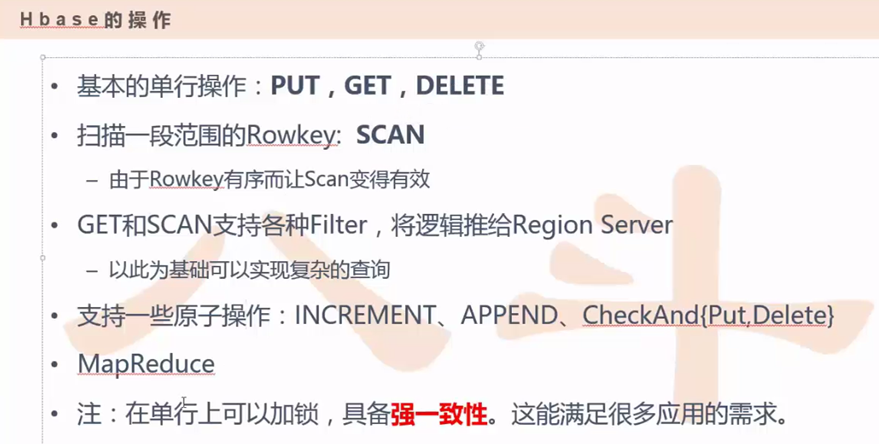 Hbase的操作
• 基本的单行操作：PUT，GET，DELETE
• 扫描一段范围的Rowkey: SCAN
– 由于Rowkey有序而让Scan变得有效
• GET和SCAN支持各种Filter，将逻辑推给Region Server
– 以此为基础可以实现复杂的查询
• 支持一些原子操作：INCREMENT、APPEND、CheckAnd{Put,Delete}
• MapReduce
• 注：在单行上可以加锁，具备强一致性。这能满足很多应用的需求。
八斗